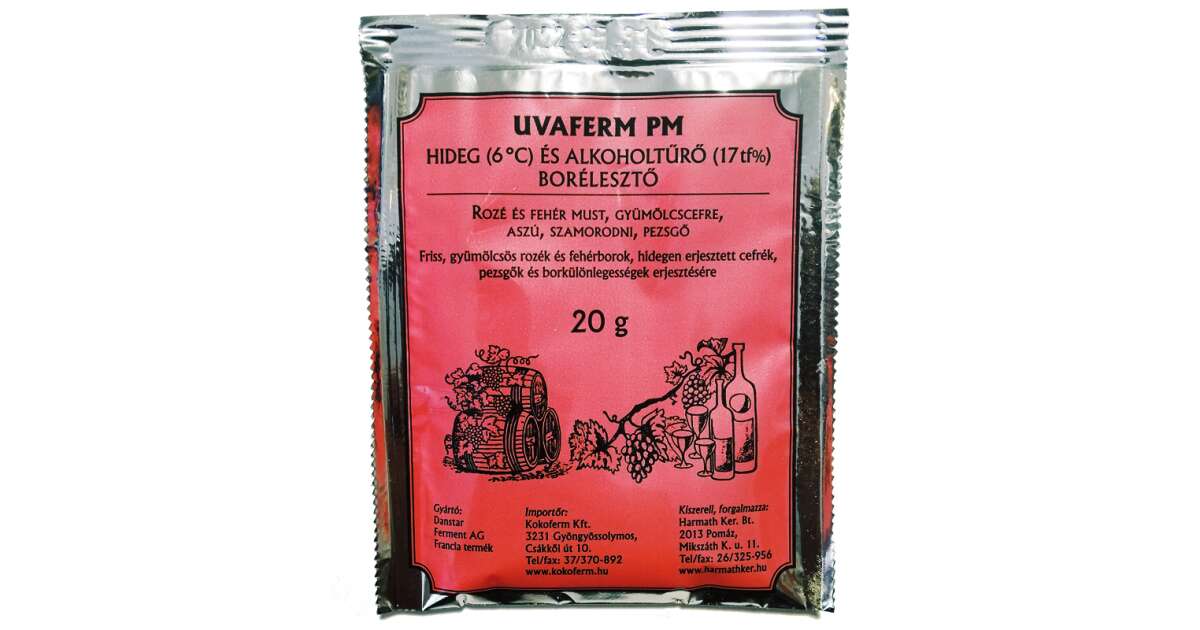 UVAFERM PM
HIDEG (6 °C) ÉS ALKOHOLTŰRŐ (17 tf%)
BORÉLESZTŐ
ROZÉ ÉS FEHÉR MUST, GYÜMÖLCSCEFRE,
ASZÚ, SZAMORODNI, PEZSGŐ
Friss, gyümölcsös rozék és fehérborok, hidegen erjesztett cefrék,
pezsgők és borkülönlegességek erjesztésére
20 g
Gyártó:
Danstar
Ferment AG
Francia termék
Importőr:
Kokoferm Kft.
3231 Gyöngyössolymos,
Csákkői út 10.
Tel/fax: 37/370-892
www.kokoferm.hu
Kiszereli, forgalmazza:
Harmath Ker. Bt.
2013 Pomáz,
Mikszáth K. u. 11.
Tel/fax: 26/325-956
www.harmathker.hu